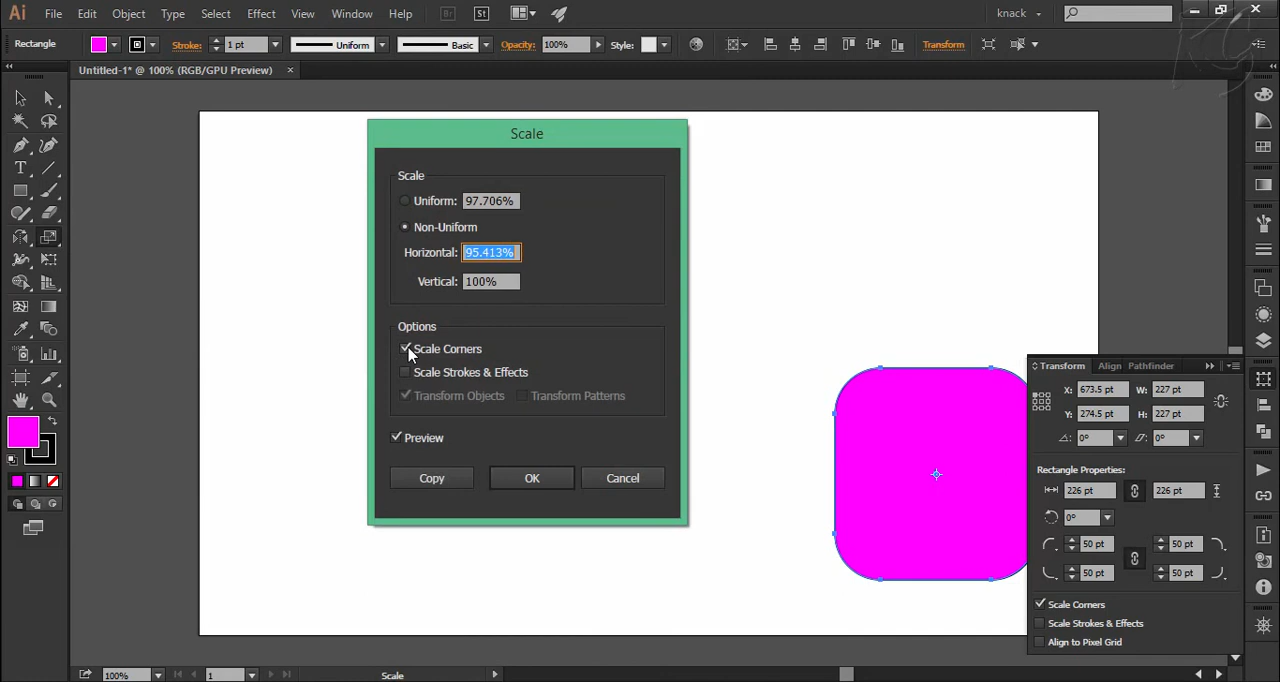 Ai File Edit Object Type Select Effect View Window Help Br St knack
Rectangle Stroke: 1 pt Uniform Basic Opacity: 100% Style: Transform
Untitled-1* @ 100% (RGB/GPU Preview) ×
Scale
Scale
Uniform: 97.706%
Non-Uniform
Horizontal: 95.413%
Vertical: 100%
Options
Scale Corners
Scale Strokes & Effects
Transform Objects Transform Patterns
Preview
Copy OK Cancel
Transform Align Pathfinder
X: 673.5 pt W: 227 pt
Y: 274.5 pt H: 227 pt
0° 0°
Rectangle Properties:
226 pt 226 pt
0°
50 pt 50 pt
50 pt 50 pt
Scale Corners
Scale Strokes & Effects
Align to Pixel Grid
100% 1 Scale